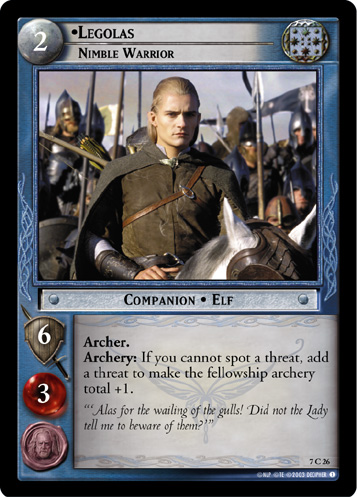 2
•Legolas
Nimble Warrior
Companion • Elf
6
3
Archer.
Archery: If you cannot spot a threat, add
a threat to make the fellowship archery
total +1.
“‘Alas for the wailing of the gulls! Did not the Lady
tell me to beware of them?’”
7 C 26